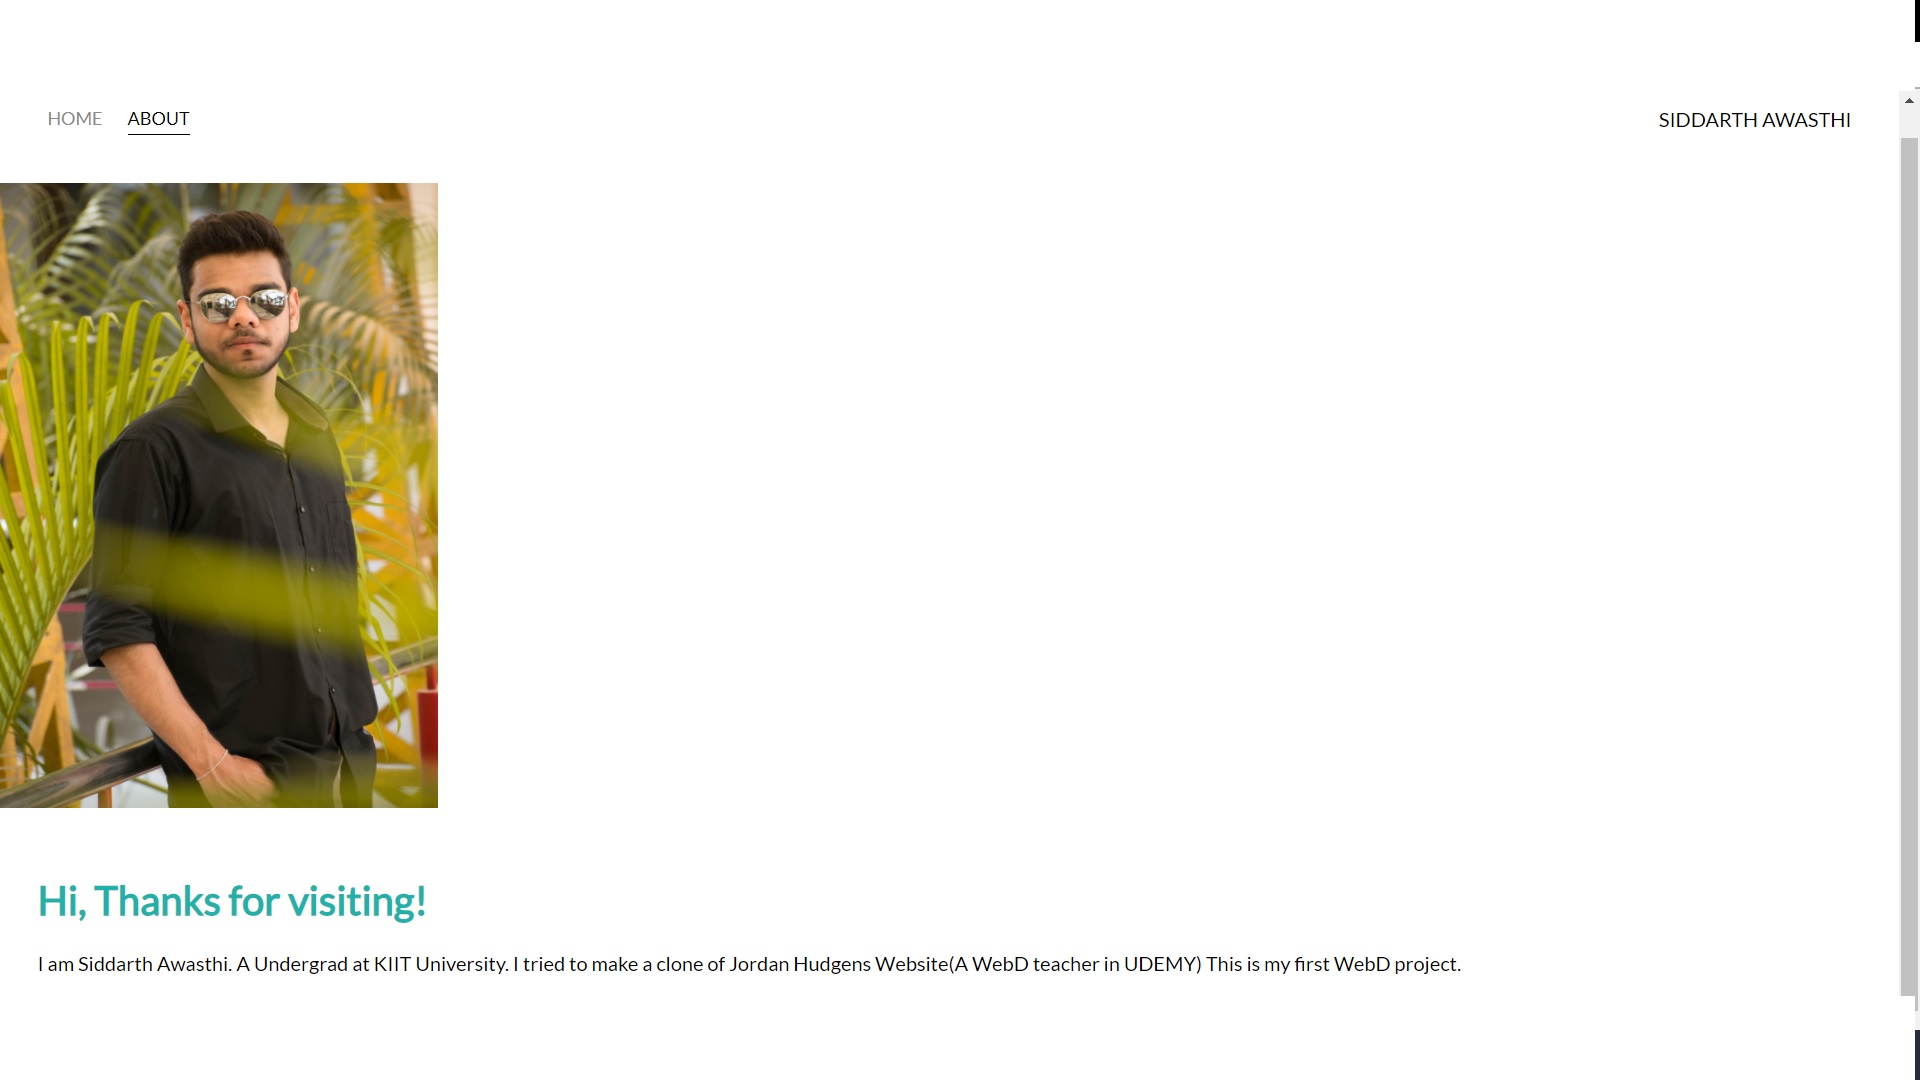 HOME ABOUT SIDDARTH AWASTHI
Hi, Thanks for visiting!
I am Siddarth Awasthi. A Undergrad at KIIT University. I tried to make a clone of Jordan Hudgens Website(A WebD teacher in UDEMY) This is my first WebD project.